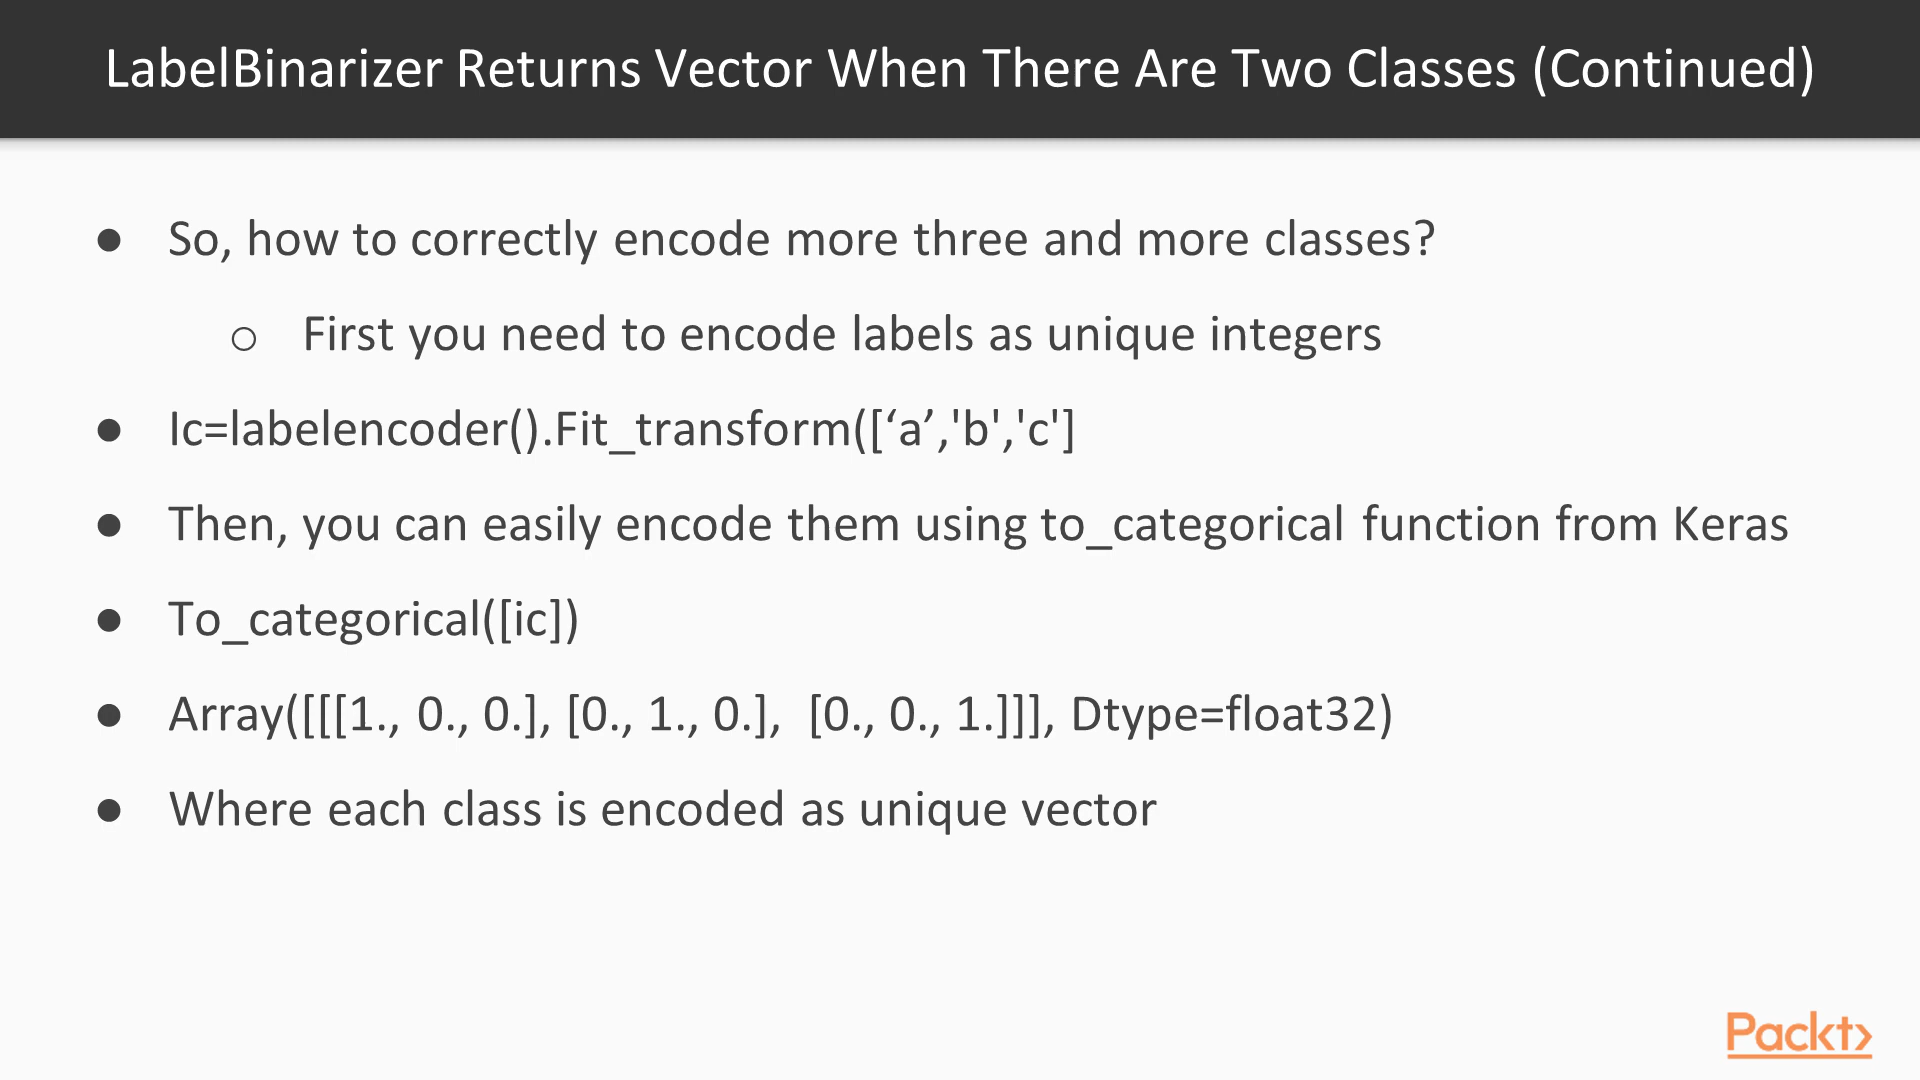 LabelBinarizer Returns Vector When There Are Two Classes (Continued)
● So, how to correctly encode more three and more classes?
○ First you need to encode labels as unique integers
● Ic=labelencoder().Fit_transform([‘a’,'b','c']
● Then, you can easily encode them using to_categorical function from Keras
● To_categorical([ic])
● Array([[[1., 0., 0.], [0., 1., 0.],  [0., 0., 1.]]], Dtype=float32)
● Where each class is encoded as unique vector
Packt>